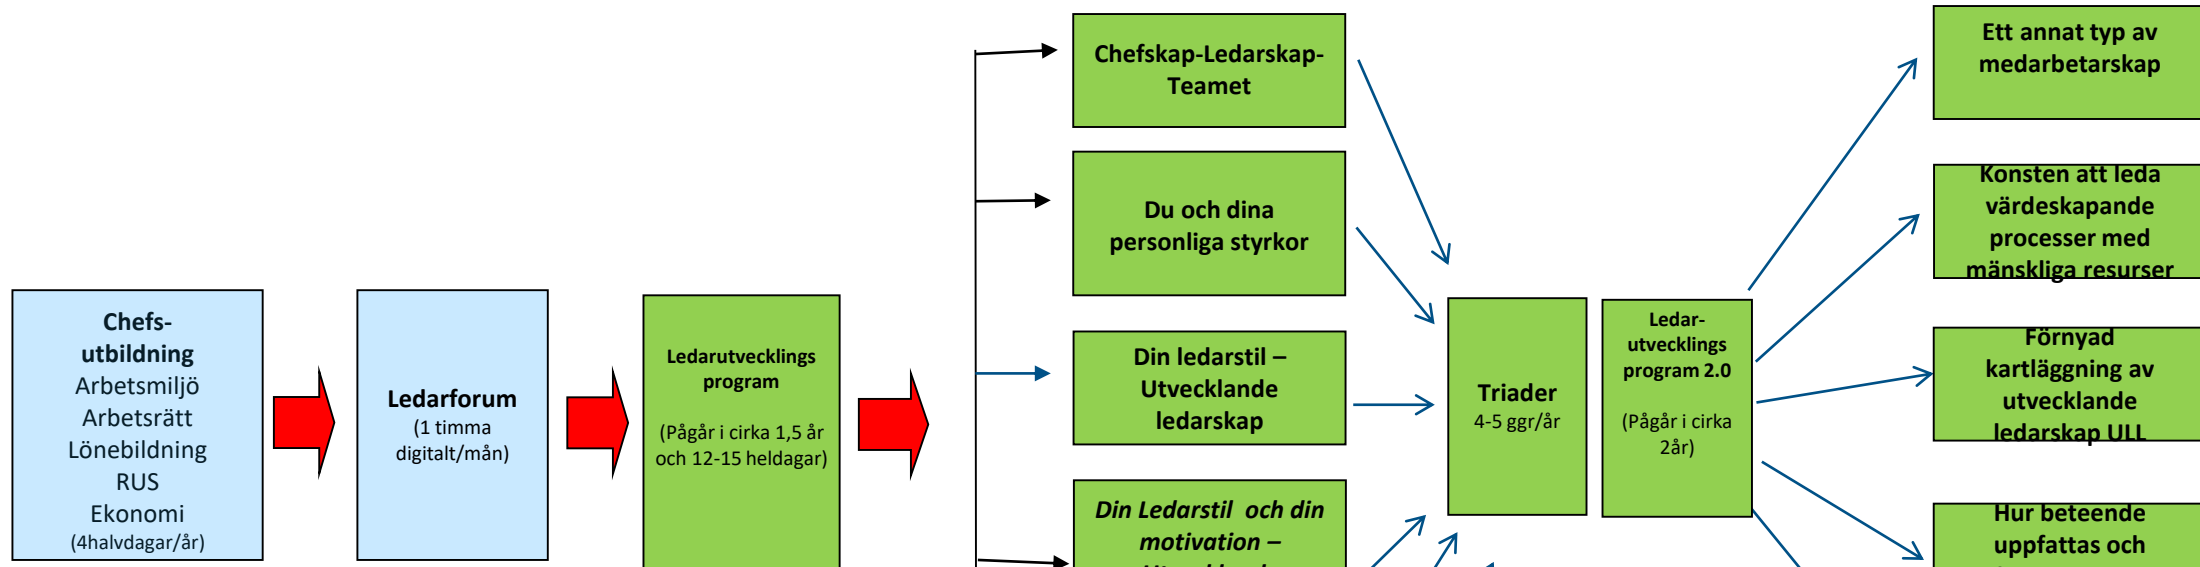 Chefs-
utbildning
Arbetsmiljö
Arbetsrätt
Lönebildning
RUS
Ekonomi
(4halvdagar/år)
Ledarforum
(1 timma
digitalt/mån)
Ledarutvecklings
program
(Pågår i cirka 1,5 år
och 12-15 heldagar)
Chefskap-Ledarskap-
Teamet
Du och dina
personliga styrkor
Din ledarstil –
Utvecklande
ledarskap
Din Ledarstil och din
motivation –
Triader
4-5 ggr/år
Ledar-
utvecklings
program 2.0
(Pågår i cirka
2år)
Ett annat typ av
medarbetarskap
Konsten att leda
värdeskapande
processer med
mänskliga resurser
Förnyad
kartläggning av
utvecklande
ledarskap ULL
Hur beteende
uppfattas och